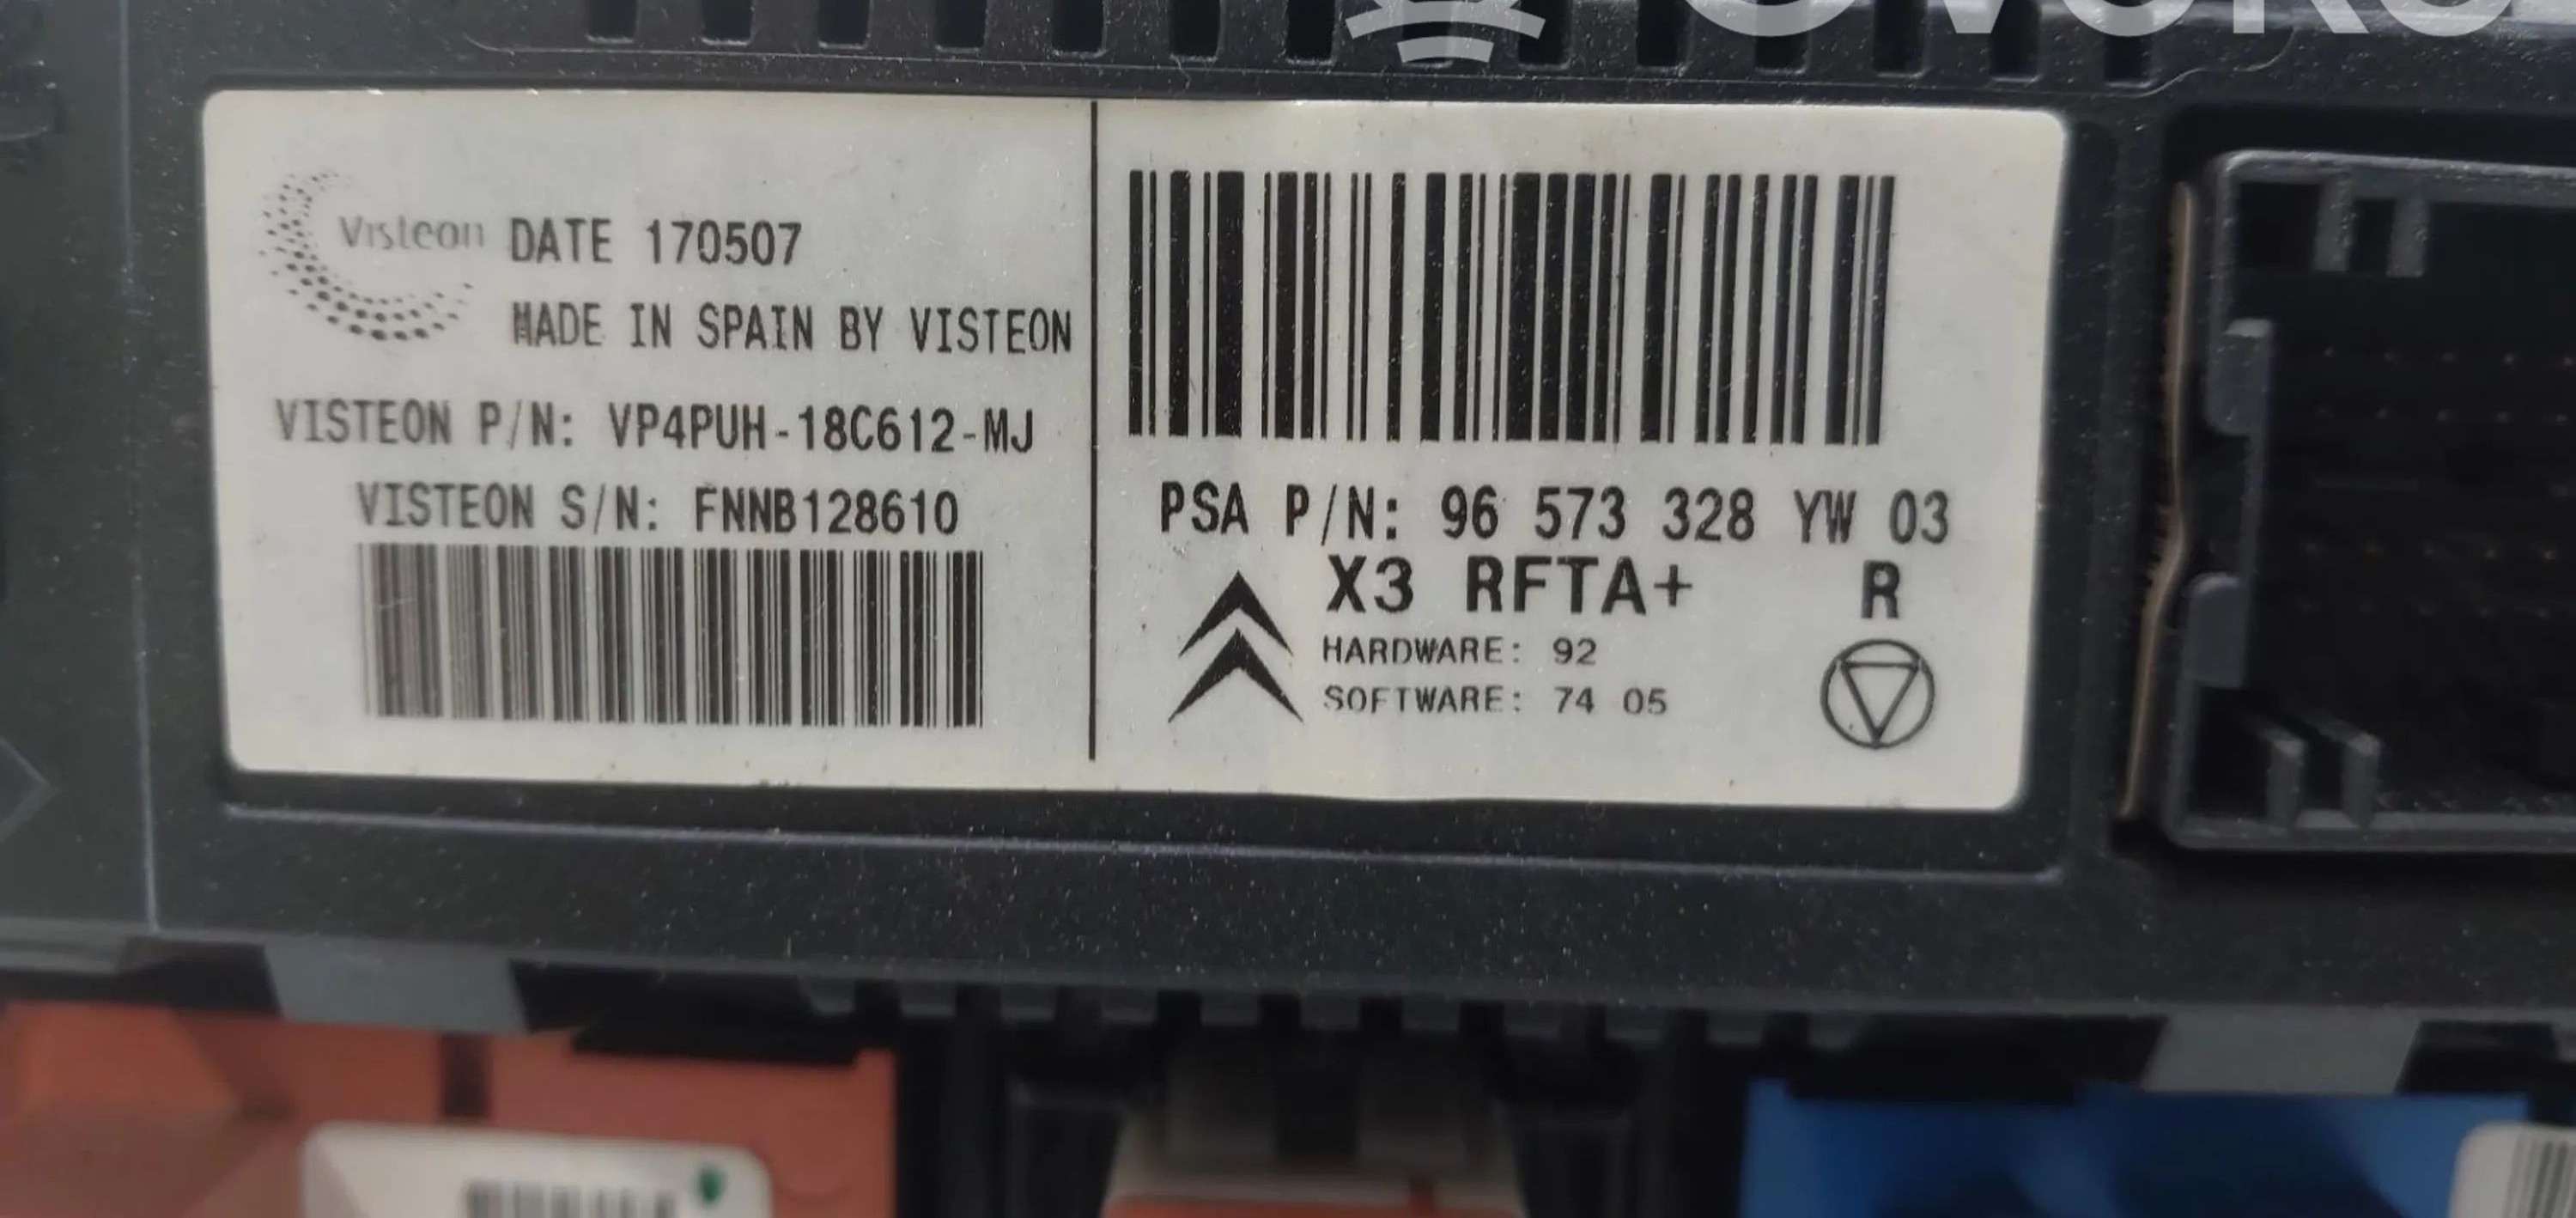 Visteon DATE 170507
MADE IN SPAIN BY VISTEON
VISTEON P/N: VP4PUH-18C612-MJ
VISTEON S/N: FNNB128610
PSA P/N: 96 573 328 YW 03
X3 RFTA+ R
HARDWARE: 92
SOFTWARE: 74 05